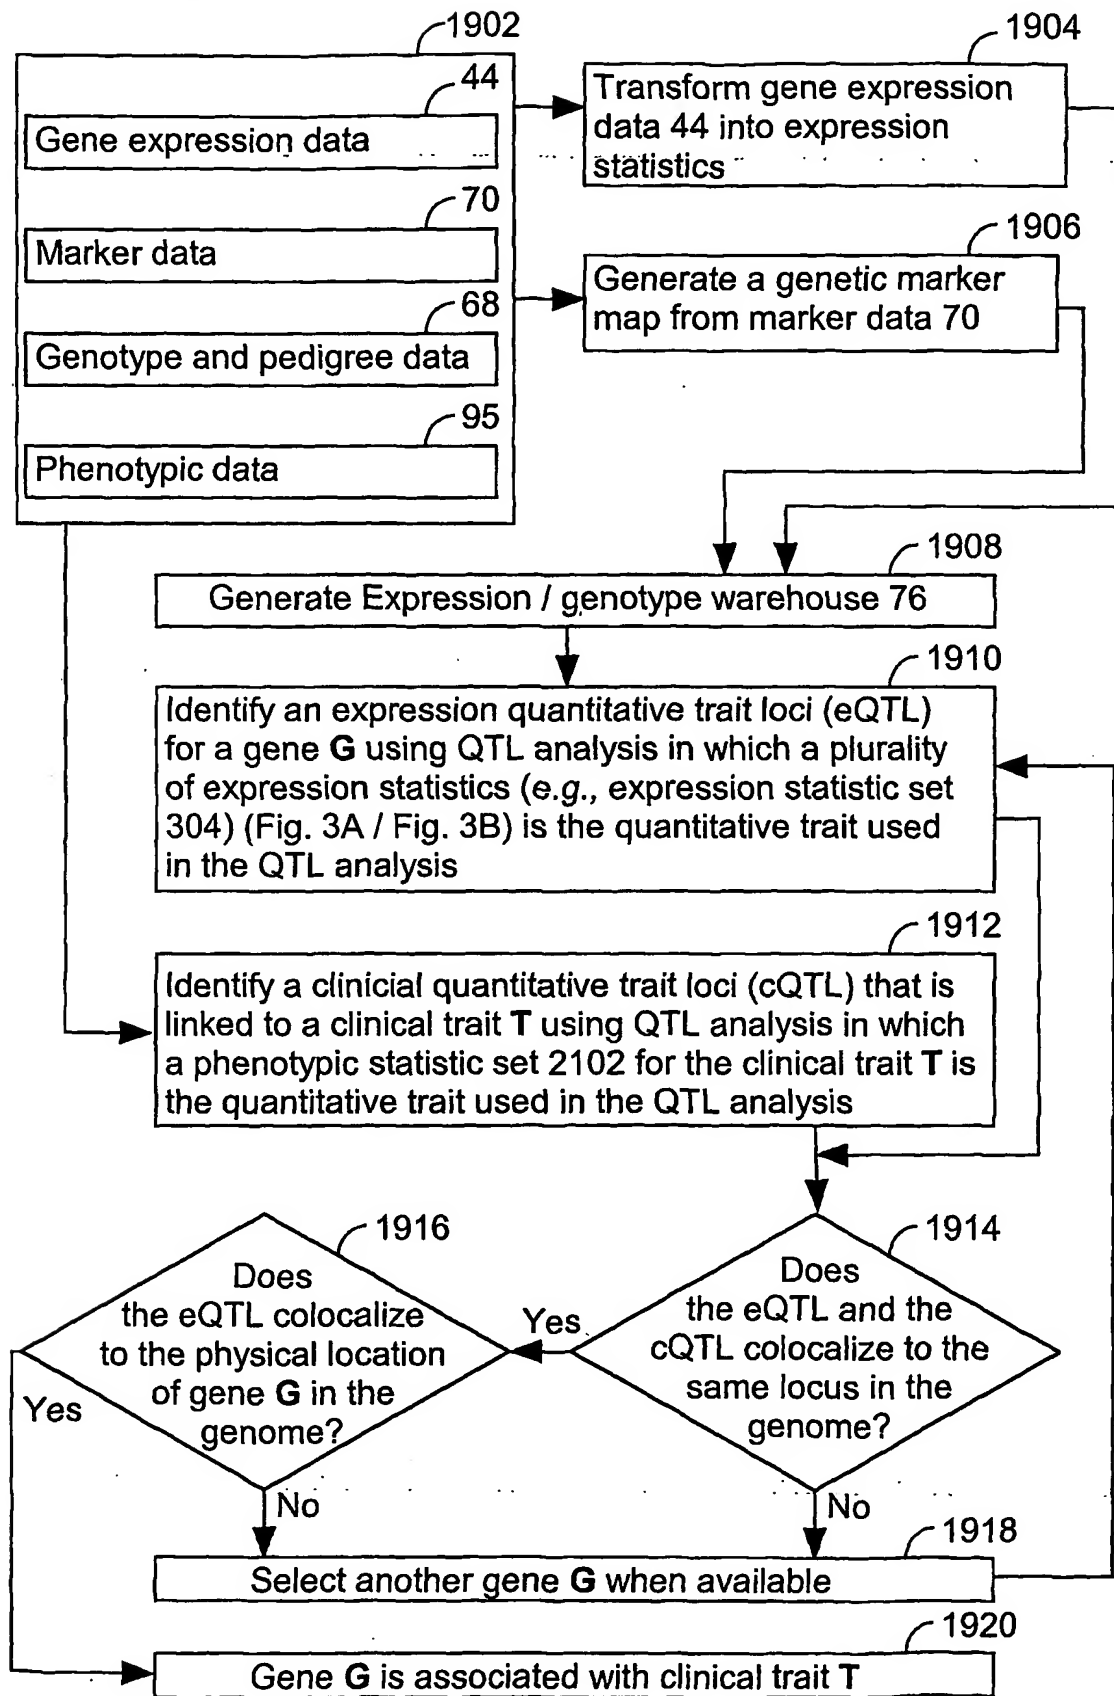 1902
44
Gene expression data
70
Marker data
68
Genotype and pedigree data
95
Phenotypic data
1904
Transform gene expression
data 44 into expression
statistics
1906
Generate a genetic marker
map from marker data 70
1908
Generate Expression / genotype warehouse 76
1910
Identify an expression quantitative trait loci (eQTL)
for a gene G using QTL analysis in which a plurality
of expression statistics (e.g., expression statistic set
304) (Fig. 3A / Fig. 3B) is the quantitative trait used
in the QTL analysis
1912
Identify a clinicial quantitative trait loci (cQTL) that is
linked to a clinical trait T using QTL analysis in which
a phenotypic statistic set 2102 for the clinical trait T is
the quantitative trait used in the QTL analysis
1914
Does
the eQTL and the
cQTL colocalize to the
same locus in the
genome?
Yes
No
1916
Does
the eQTL colocalize
to the physical location
of gene G in the
genome?
Yes
No
1918
Select another gene G when available
1920
Gene G is associated with clinical trait T